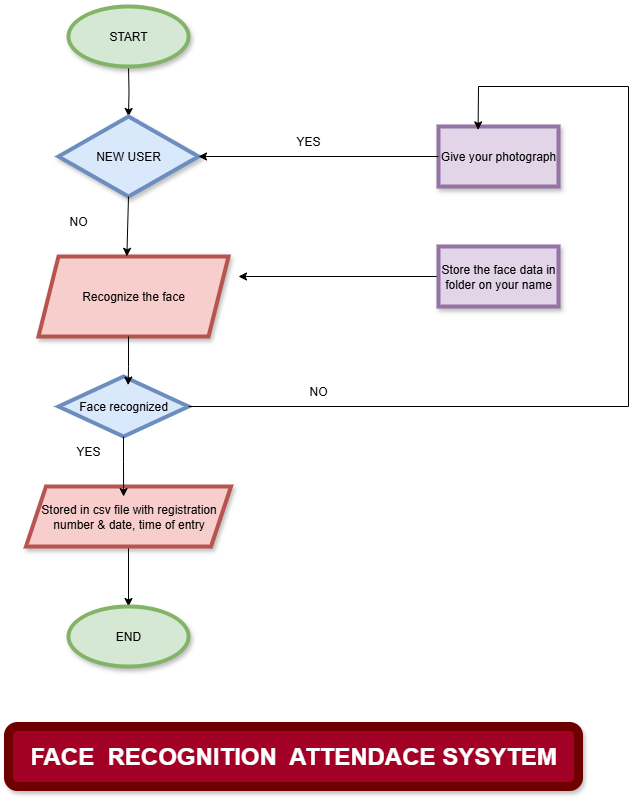 START
NEW USER
YES
Give your photograph
NO
Recognize the face
Store the face data in
folder on your name
Face recognized
NO
YES
Stored in csv file with registration
number & date, time of entry
END
FACE RECOGNITION ATTENDACE SYSYTEM